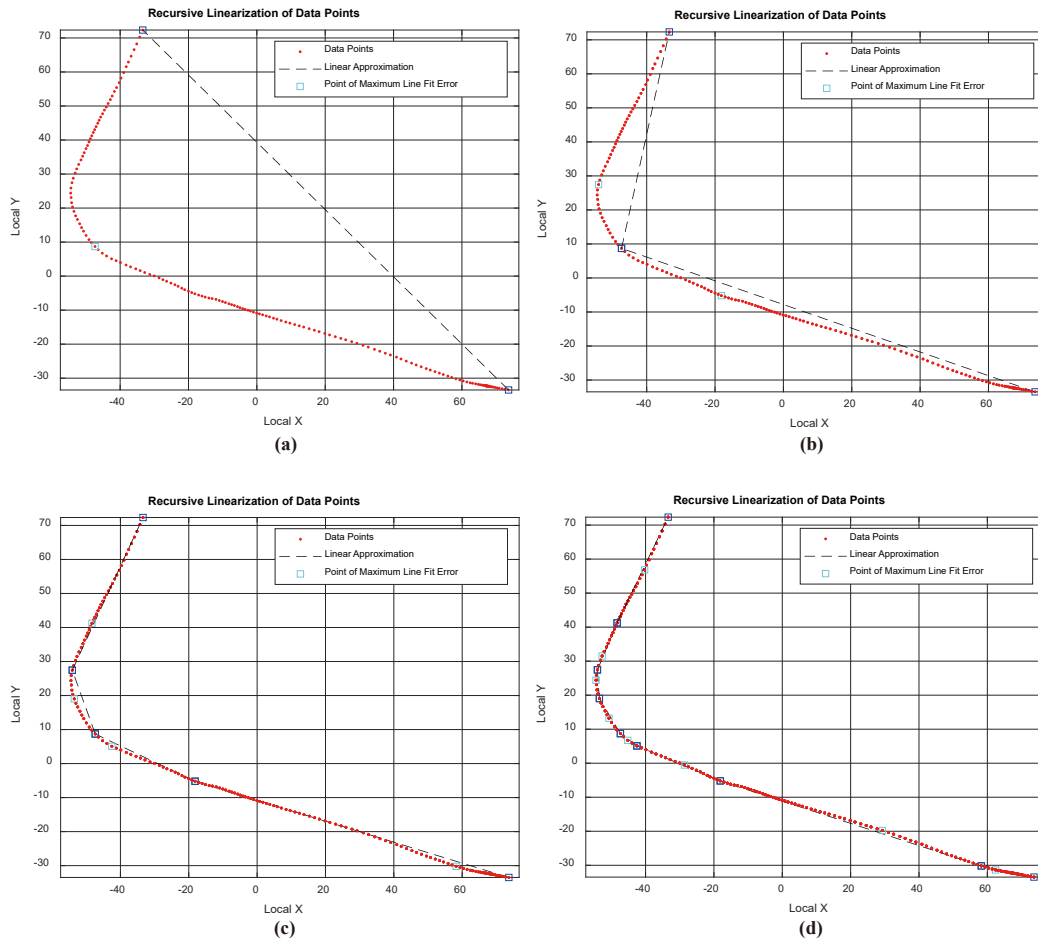 Recursive Linearization of Data Points
Data Points
Linear Approximation
Point of Maximum Line Fit Error
70
60
50
40
30
20
10
0
-10
-20
-30
Local Y
-40
-20
0
20
40
60
Local X
(a)
Recursive Linearization of Data Points
Data Points
Linear Approximation
Point of Maximum Line Fit Error
70
60
50
40
30
20
10
0
-10
-20
-30
Local Y
-40
-20
0
20
40
60
Local X
(b)
Recursive Linearization of Data Points
Data Points
Linear Approximation
Point of Maximum Line Fit Error
70
60
50
40
30
20
10
0
-10
-20
-30
Local Y
-40
-20
0
20
40
60
Local X
(c)
Recursive Linearization of Data Points
Data Points
Linear Approximation
Point of Maximum Line Fit Error
70
60
50
40
30
20
10
0
-10
-20
-30
Local Y
-40
-20
0
20
40
60
Local X
(d)